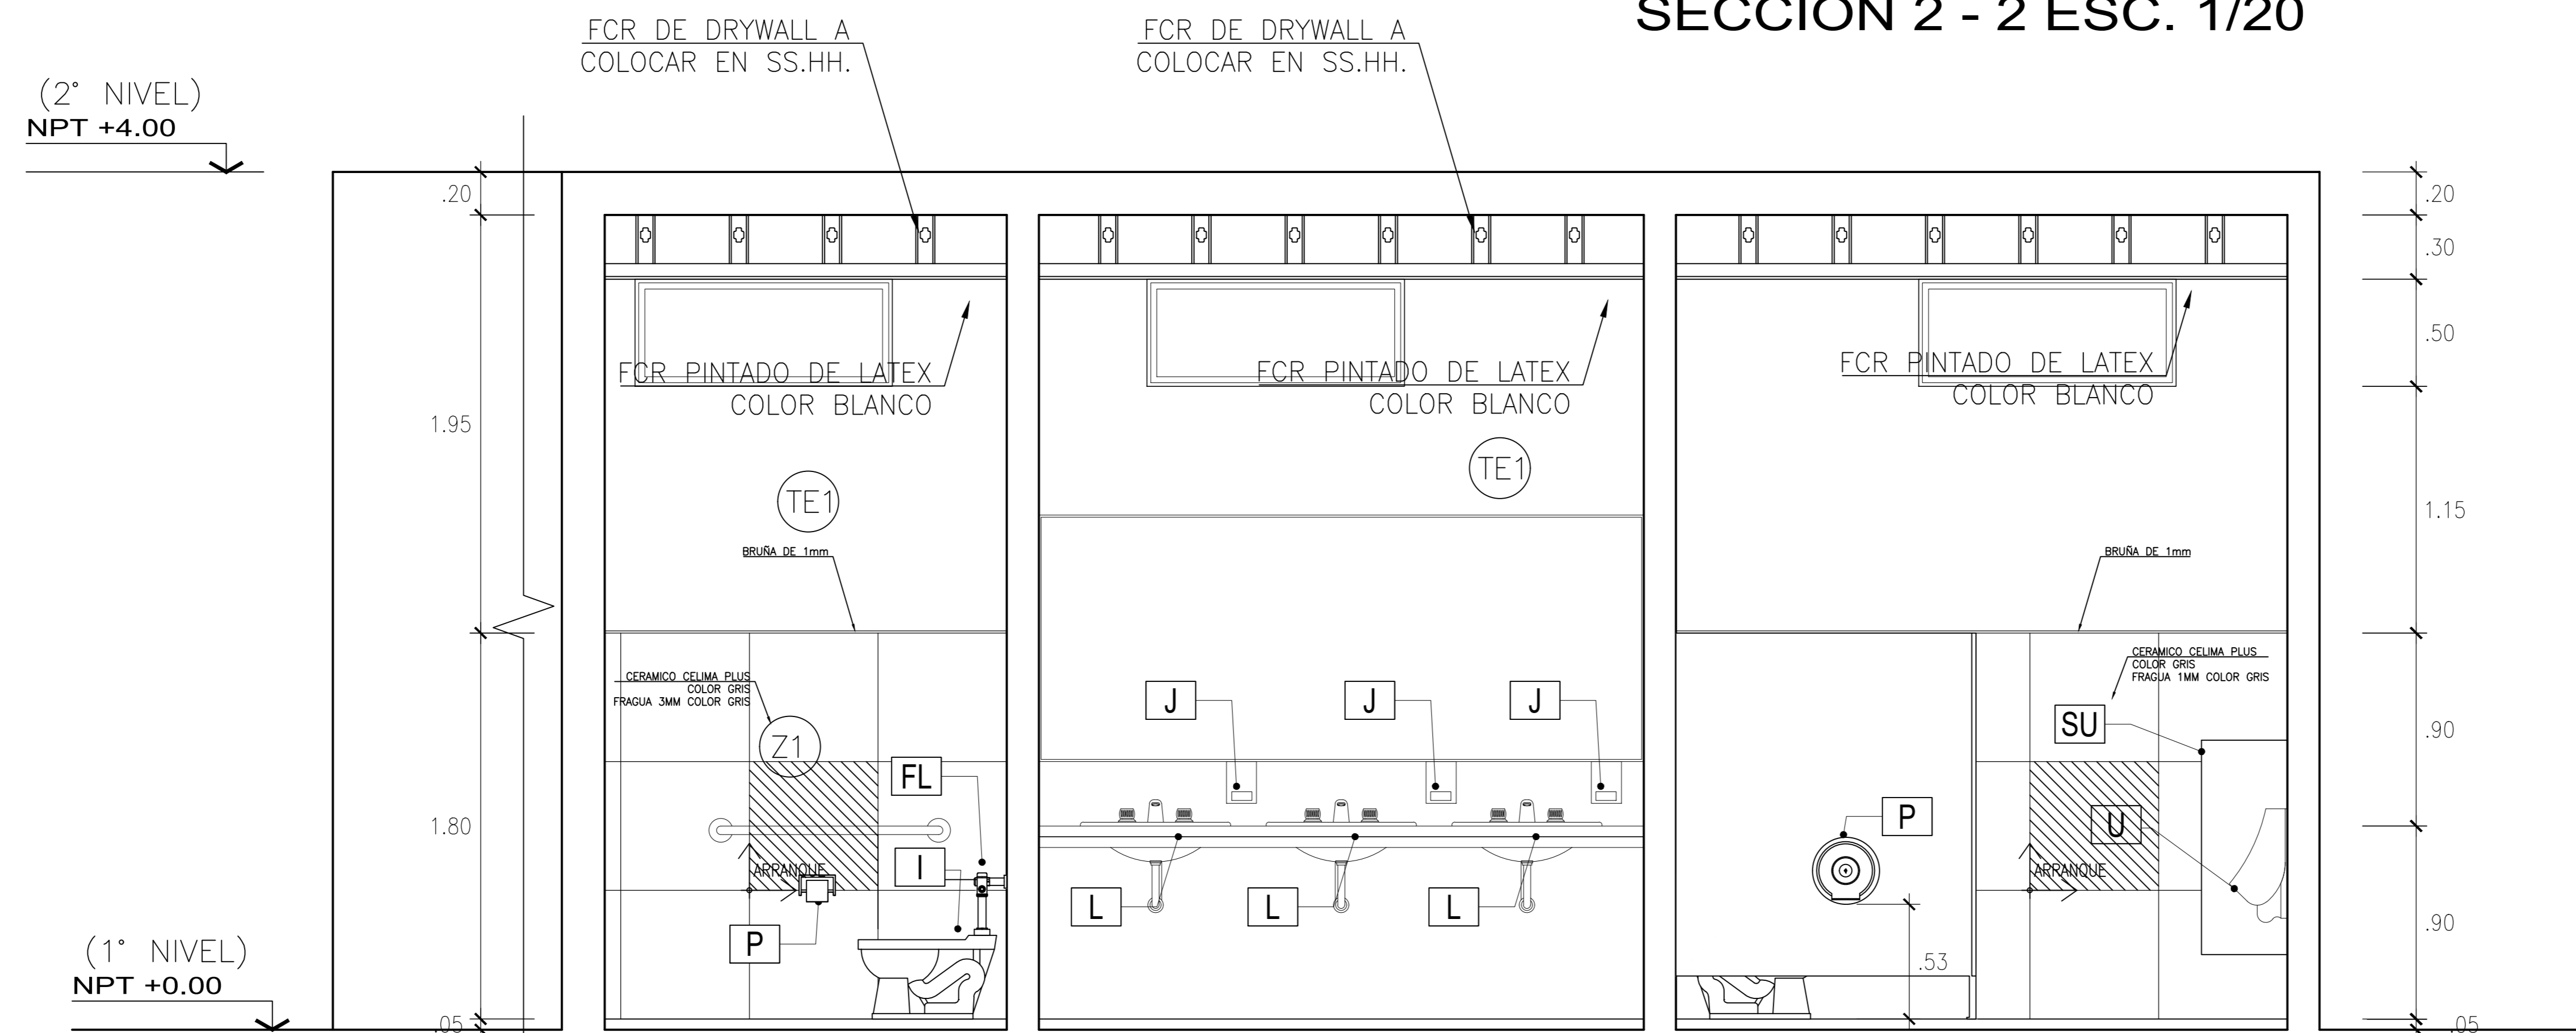 SECCION 2 - 2 ESC. 1/20
FCR DE DRYWALL A
COLOCAR EN SS.HH.
FCR DE DRYWALL A
COLOCAR EN SS.HH.
(2° NIVEL)
NPT +4.00
.20
.20
.30
.50
FCR PINTADO DE LATEX
COLOR BLANCO
FCR PINTADO DE LATEX
COLOR BLANCO
FCR PINTADO DE LATEX
COLOR BLANCO
1.95
TE1
TE1
1.15
BRUÑA DE 1mm
BRUÑA DE 1mm
CERAMICO CELIMA PLUS
COLOR GRIS
FRAGUA 3MM COLOR GRIS
CERAMICO CELIMA PLUS
COLOR GRIS
FRAGUA 1MM COLOR GRIS
J
J
J
SU
Z1
.90
FL
1.80
P
U
I
ARRANQUE
ARRANQUE
L
L
L
.90
P
(1° NIVEL)
NPT +0.00
.53
.05
.05